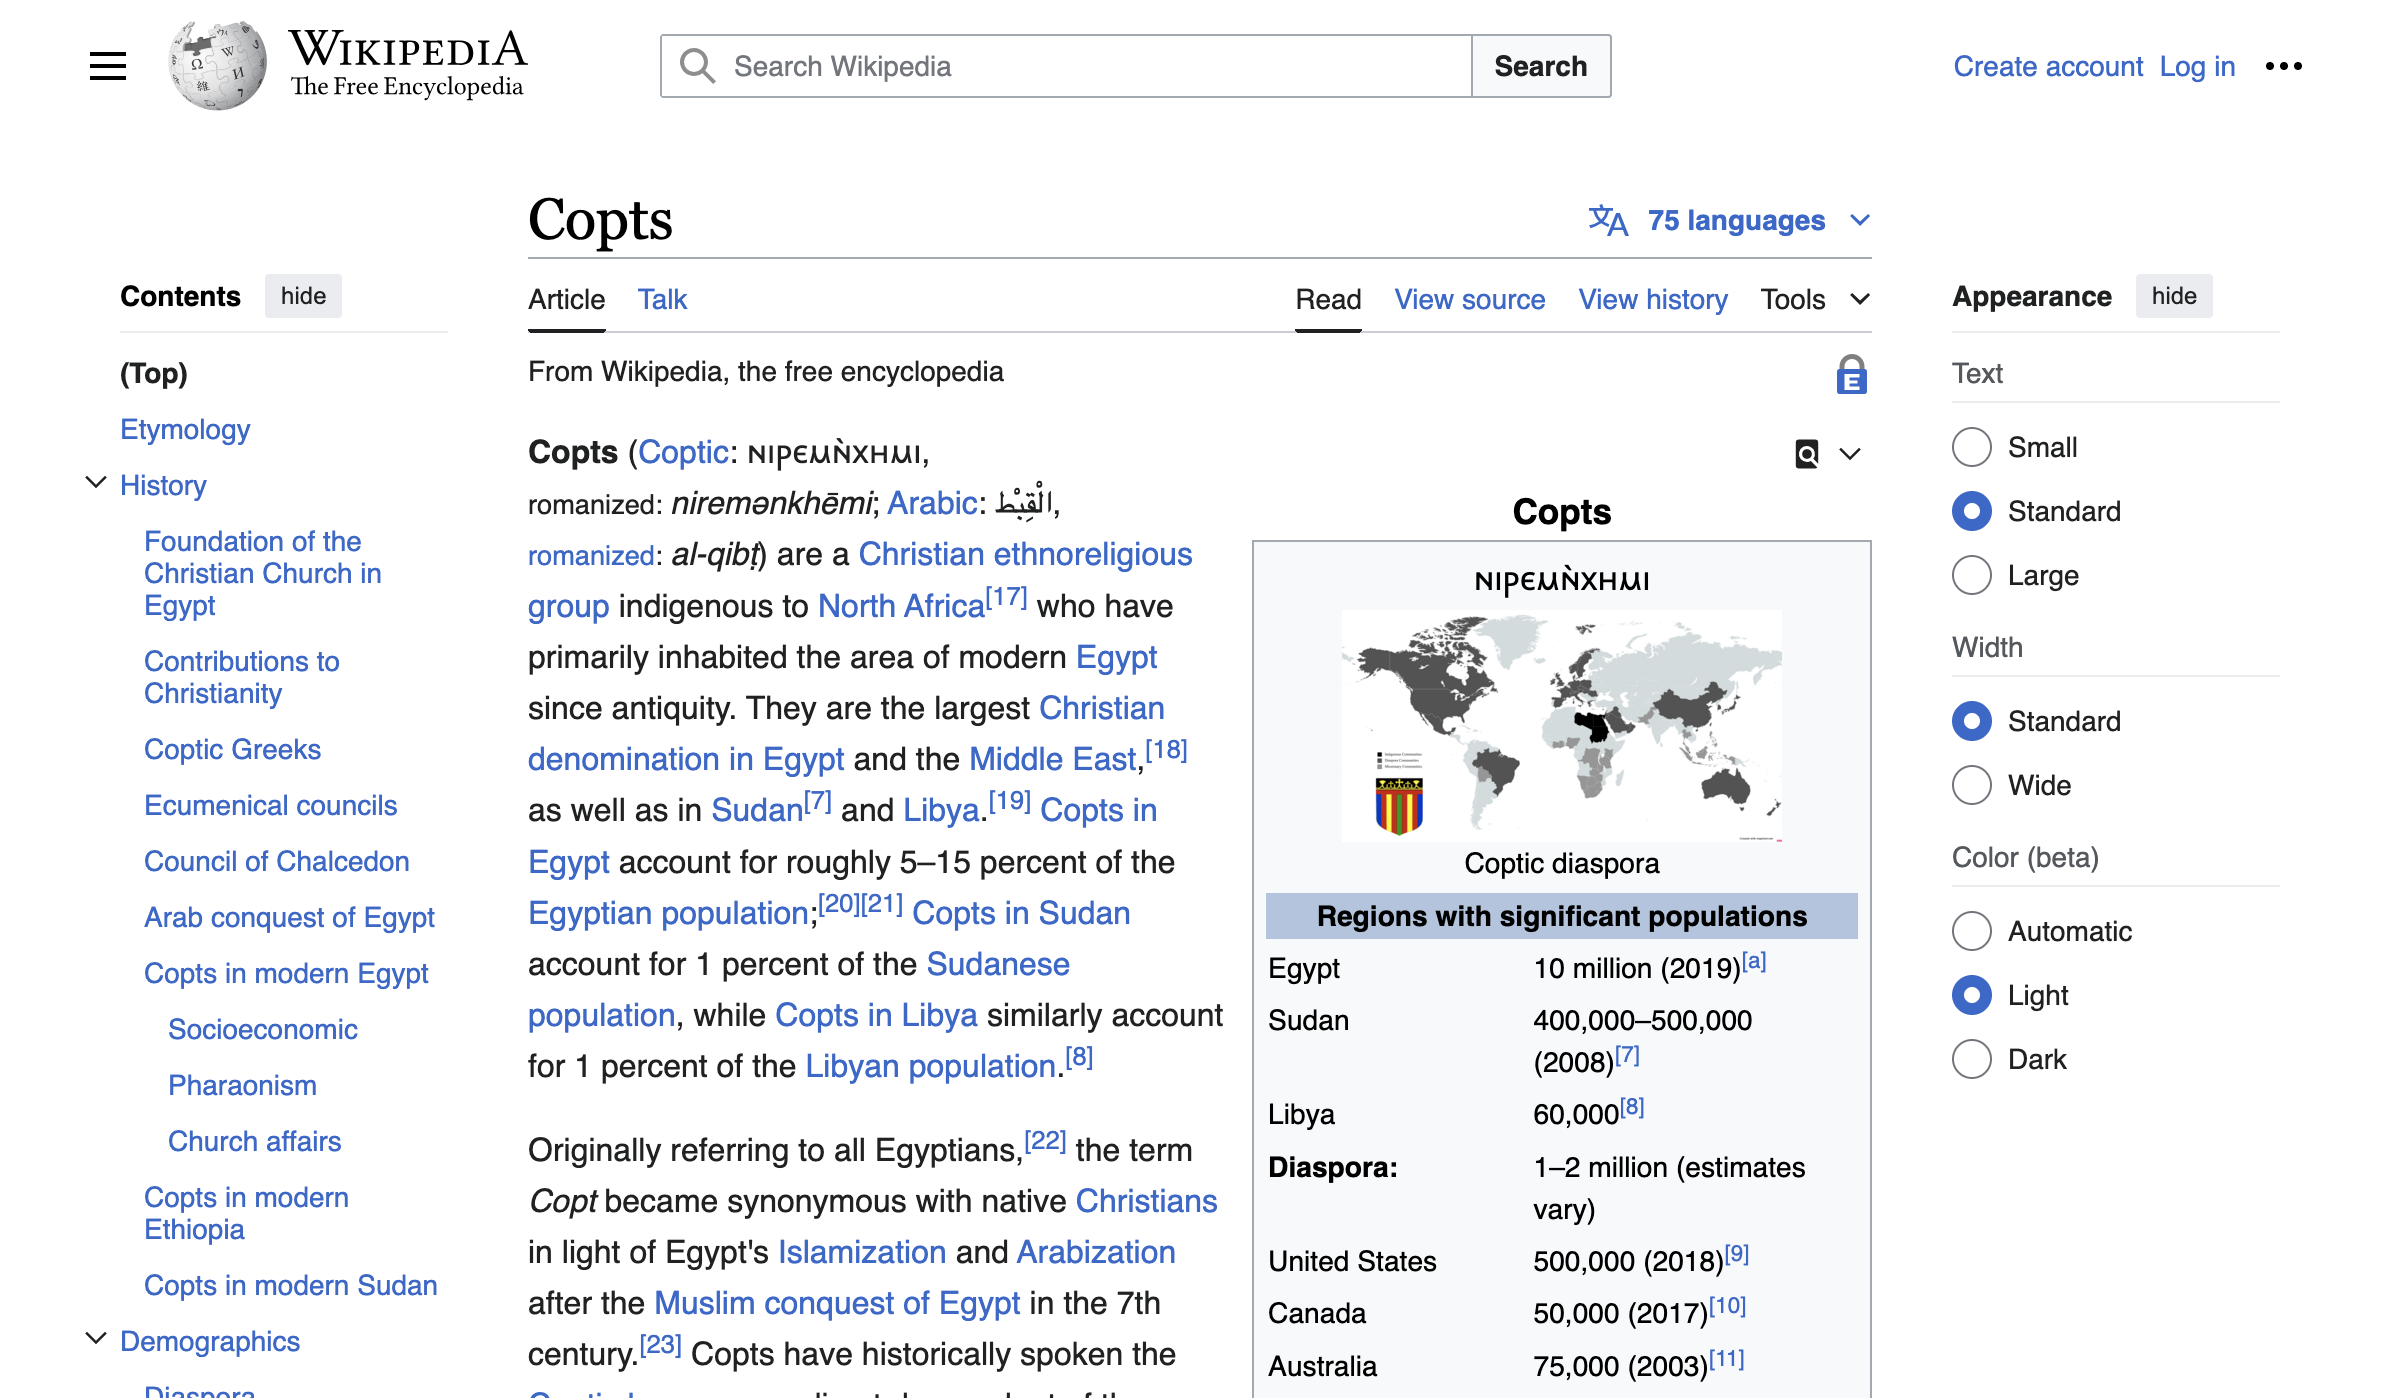 WIKIPEDIA
The Free Encyclopedia
Search Wikipedia
Search
Create account Log in
Copts
75 languages
Contents hide
(Top)
Etymology
History
Foundation of the
Christian Church in
Egypt
Contributions to
Christianity
Coptic Greeks
Ecumenical councils
Council of Chalcedon
Arab conquest of Egypt
Copts in modern Egypt
Socioeconomic
Pharaonism
Church affairs
Copts in modern
Ethiopia
Copts in modern Sudan
Demographics
Diaspora
Article Talk
Read View source View history Tools
From Wikipedia, the free encyclopedia
Copts (Coptic: ⲛⲓⲣⲉⲙⲛ̀ⲭⲏⲙⲓ,
romanized: niremənkhēmi; Arabic: الْقِبْط,
romanized: al-qibṭ) are a Christian ethnoreligious
group indigenous to North Africa[17] who have
primarily inhabited the area of modern Egypt
since antiquity. They are the largest Christian
denomination in Egypt and the Middle East,[18]
as well as in Sudan[7] and Libya.[19] Copts in
Egypt account for roughly 5–15 percent of the
Egyptian population;[20][21] Copts in Sudan
account for 1 percent of the Sudanese
population, while Copts in Libya similarly account
for 1 percent of the Libyan population.[8]
Originally referring to all Egyptians,[22] the term
Copt became synonymous with native Christians
in light of Egypt's Islamization and Arabization
after the Muslim conquest of Egypt in the 7th
century.[23] Copts have historically spoken the
Copts
ⲛⲓⲣⲉⲙⲛ̀ⲭⲏⲙⲓ
Coptic diaspora
Regions with significant populations
Egypt 10 million (2019)[a]
Sudan 400,000–500,000
(2008)[7]
Libya 60,000[8]
Diaspora: 1–2 million (estimates
vary)
United States 500,000 (2018)[9]
Canada 50,000 (2017)[10]
Australia 75,000 (2003)[11]
Appearance hide
Text
Small
Standard
Large
Width
Standard
Wide
Color (beta)
Automatic
Light
Dark